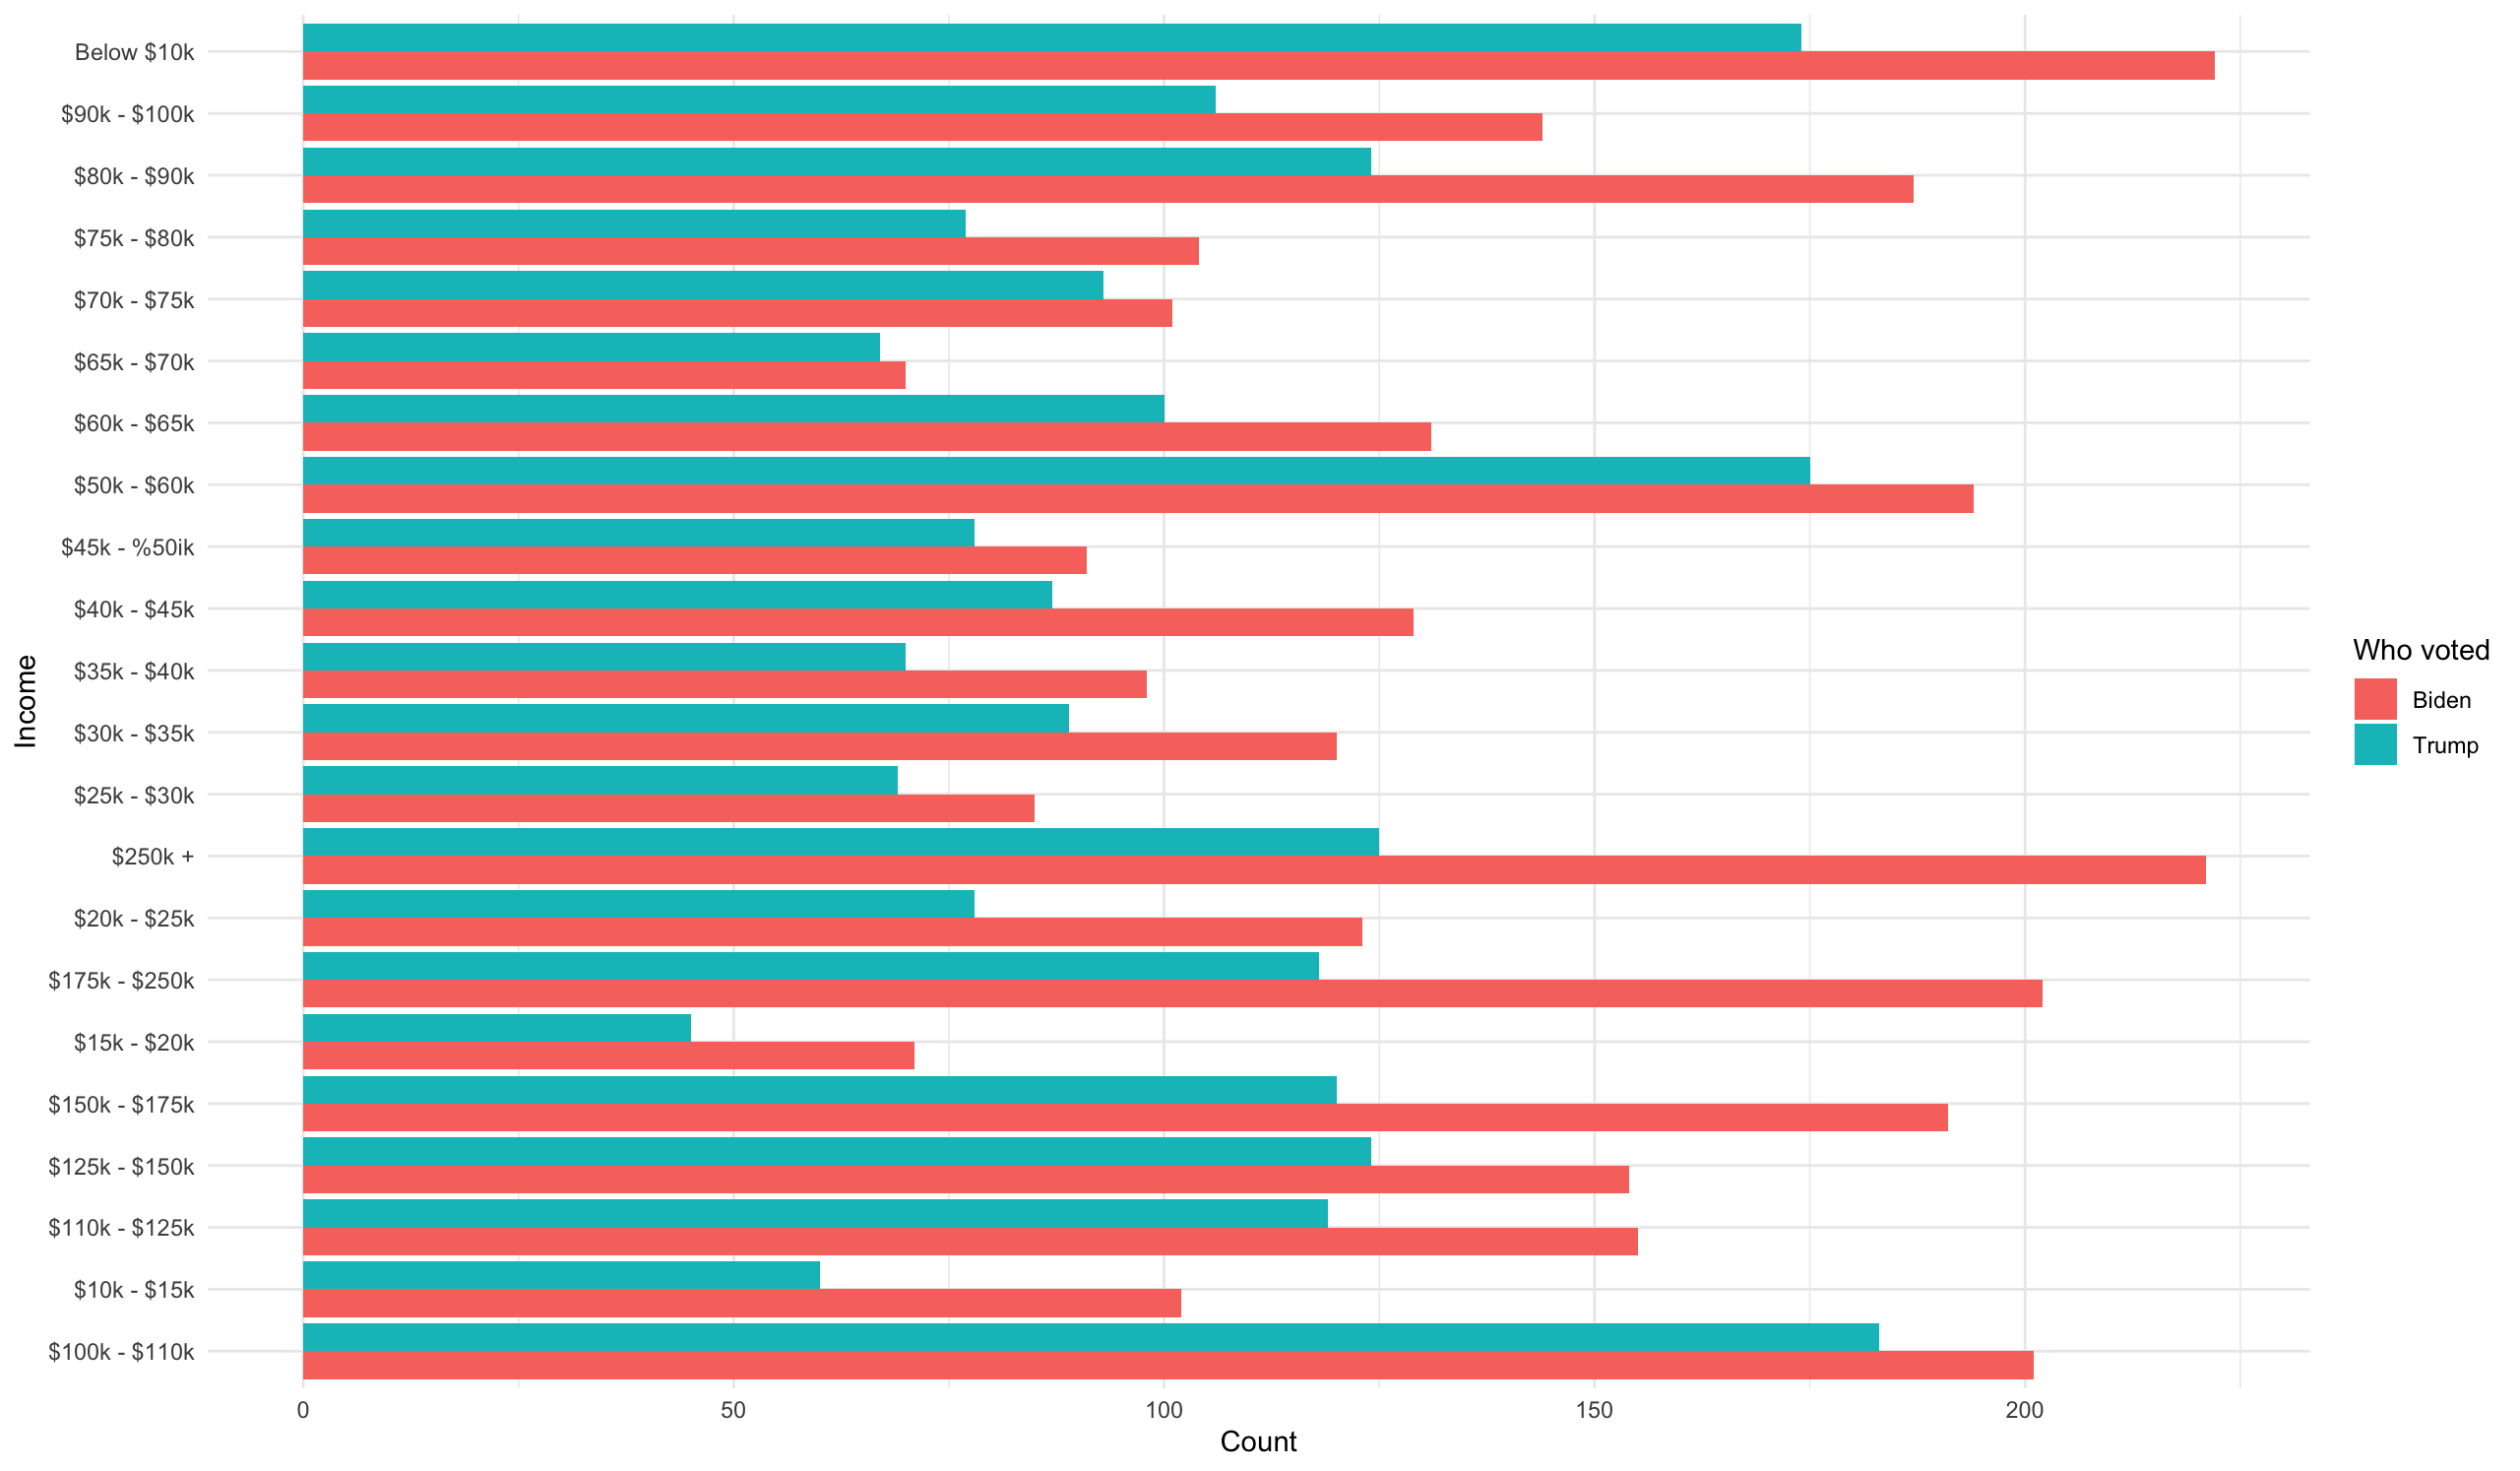 Below $10k
$90k - $100k
$80k - $90k
$75k - $80k
$70k - $75k
$65k - $70k
$60k - $65k
$50k - $60k
$45k - %50ik
$40k - $45k
$35k - $40k
$30k - $35k
$25k - $30k
$250k +
$20k - $25k
$175k - $250k
$15k - $20k
$150k - $175k
$125k - $150k
$110k - $125k
$10k - $15k
$100k - $110k
Income
0 50 100 150 200
Count
Who voted
Biden
Trump